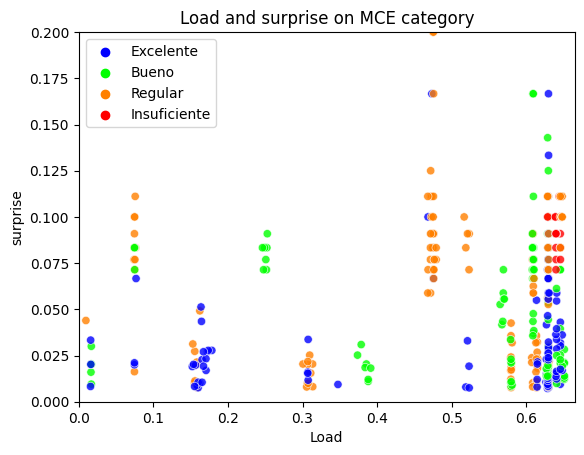 Load and surprise on MCE category
0.200
0.175
0.150
0.125
0.100
0.075
0.050
0.025
0.000
surprise
Excelente
Bueno
Regular
Insuficiente
0.0 0.1 0.2 0.3 0.4 0.5 0.6
Load